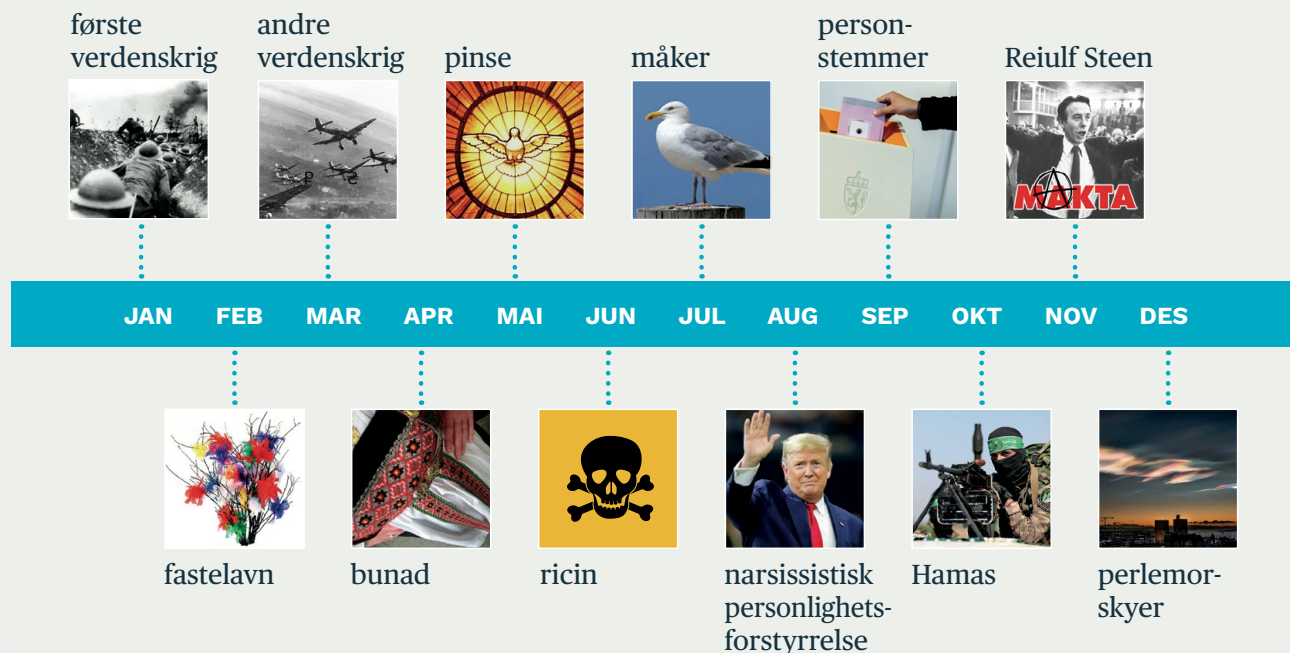 første
verdenskrig
andre
verdenskrig
pinse
måker
person-
stemmer
Reiulf Steen
MAKTA
JAN FEB MAR APR MAI JUN JUL AUG SEP OKT NOV DES
fastelavn
bunad
ricin
narsissistisk
personlighets-
forstyrrelse
Hamas
perlemor-
skyer